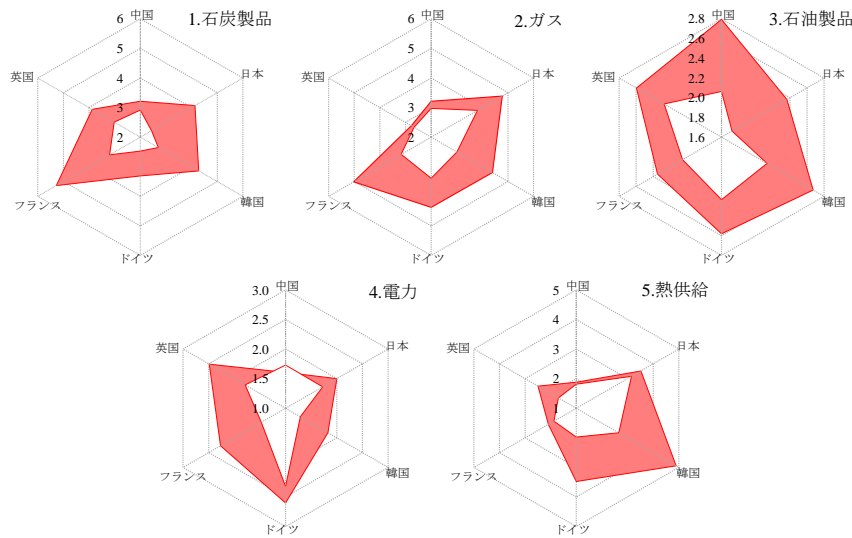 1.石炭製品
中国
日本
韓国
ドイツ
フランス
英国
6
5
4
3
2
2.ガス
中国
日本
韓国
ドイツ
フランス
英国
6
5
4
3
2
3.石油製品
中国
日本
韓国
ドイツ
フランス
英国
2.8
2.6
2.4
2.2
2.0
1.8
1.6
4.電力
中国
日本
韓国
ドイツ
フランス
英国
3.0
2.5
2.0
1.5
1.0
5.熱供給
中国
日本
韓国
ドイツ
フランス
英国
5
4
3
2
1